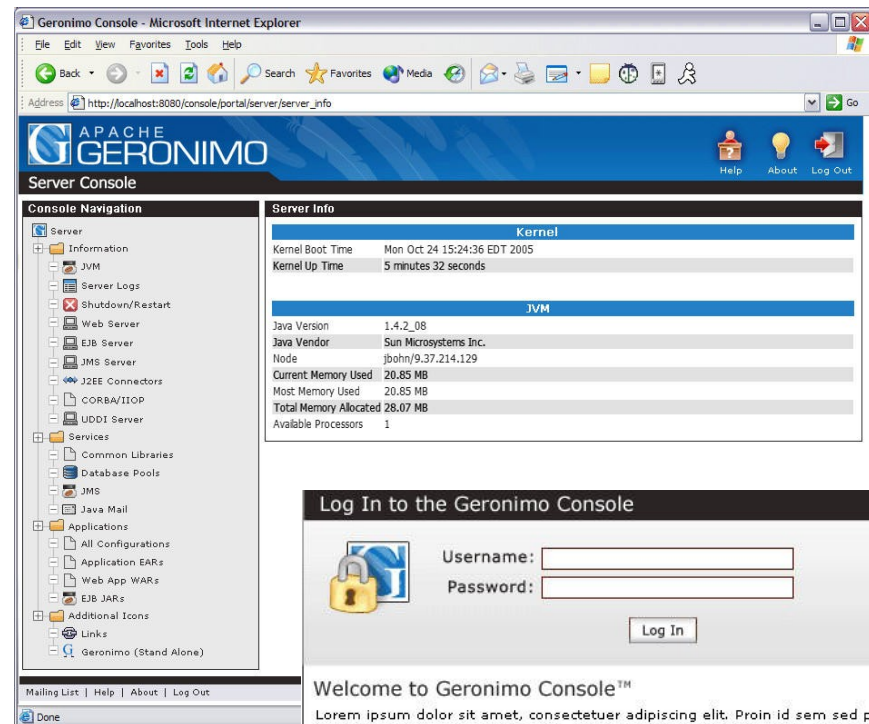 Geronimo Console - Microsoft Internet Explorer
File Edit View Favorites Tools Help
Back Search Favorites Media
Address http://localhost:8080/console/portal/server/server_info Go
APACHE
GERONIMO
Help About Log Out
Server Console
Console Navigation
Server
Information
JVM
Server Logs
Shutdown/Restart
Web Server
EJB Server
JMS Server
J2EE Connectors
CORBA/IIOP
UDDI Server
Services
Common Libraries
Database Pools
JMS
Java Mail
Applications
All Configurations
Application EARs
Web App WARs
EJB JARs
Additional Icons
Links
Geronimo (Stand Alone)
Server Info
Kernel
Kernel Boot Time Mon Oct 24 15:24:36 EDT 2005
Kernel Up Time 5 minutes 32 seconds
JVM
Java Version 1.4.2_08
Java Vendor Sun Microsystems Inc.
Node jbohn/9.37.214.129
Current Memory Used 20.85 MB
Most Memory Used 20.85 MB
Total Memory Allocated 28.07 MB
Available Processors 1
Log In to the Geronimo Console
Username:
Password:
Log In
Welcome to Geronimo Console™
Lorem ipsum dolor sit amet, consectetuer adipiscing elit. Proin id sem sed p
Mailing List | Help | About | Log Out
Done